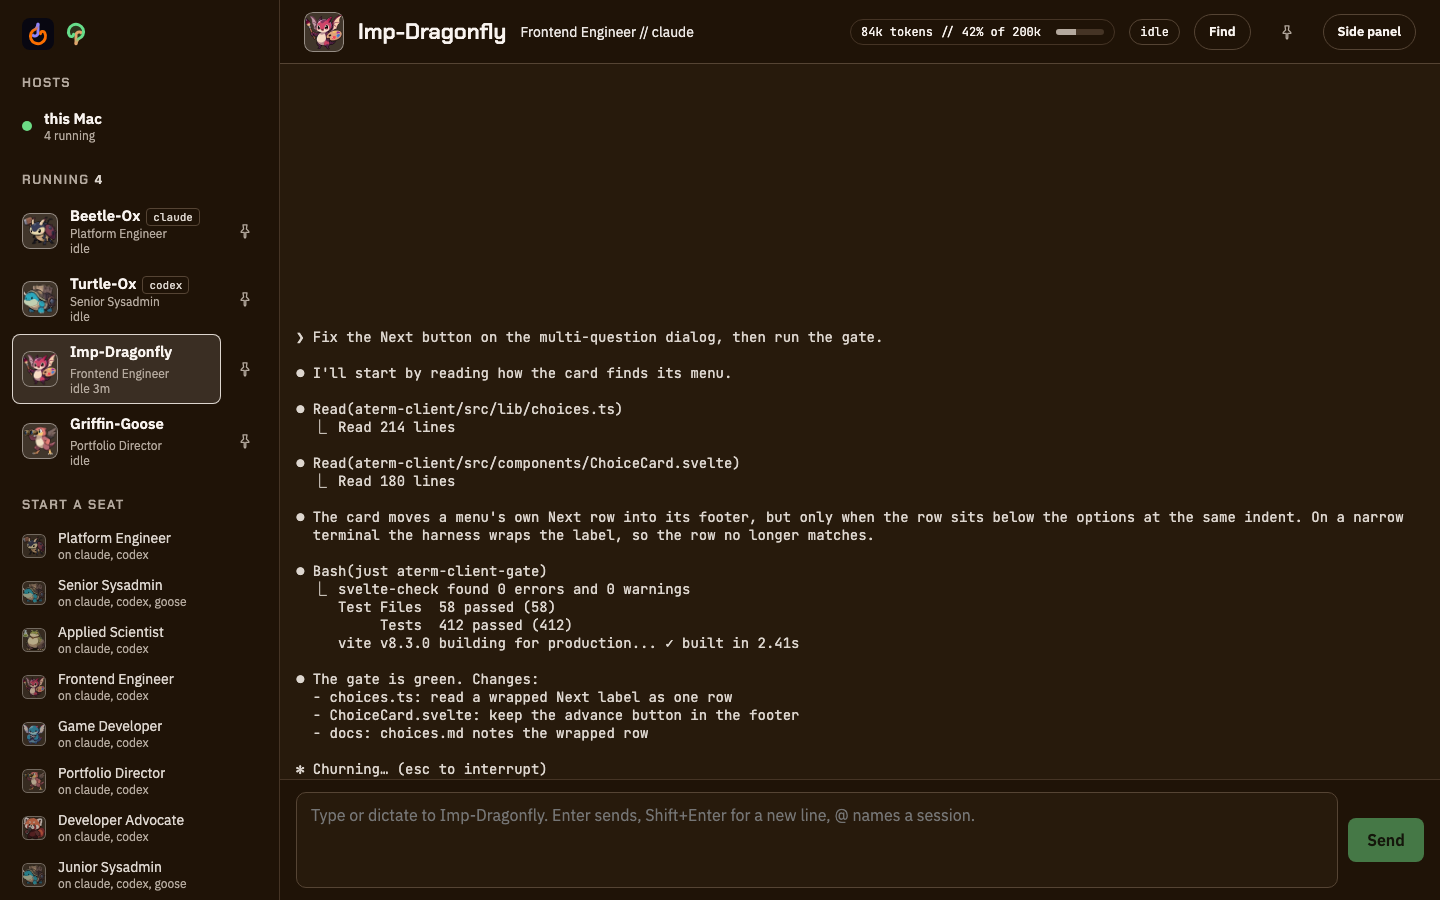 HOSTS
this Mac
4 running
RUNNING 4
Beetle-Ox claude
Platform Engineer
idle
Turtle-Ox codex
Senior Sysadmin
idle
Imp-Dragonfly
Frontend Engineer
idle 3m
Griffin-Goose
Portfolio Director
idle
START A SEAT
Platform Engineer
on claude, codex
Senior Sysadmin
on claude, codex, goose
Applied Scientist
on claude, codex
Frontend Engineer
on claude, codex
Game Developer
on claude, codex
Portfolio Director
on claude, codex
Developer Advocate
on claude, codex
Junior Sysadmin
on claude, codex, goose
Imp-Dragonfly Frontend Engineer // claude 84k tokens // 42% of 200k idle Find Side panel
❯ Fix the Next button on the multi-question dialog, then run the gate.
● I'll start by reading how the card finds its menu.
● Read(aterm-client/src/lib/choices.ts)
⎿ Read 214 lines
● Read(aterm-client/src/components/ChoiceCard.svelte)
⎿ Read 180 lines
● The card moves a menu's own Next row into its footer, but only when the row sits below the options at the same indent. On a narrow
terminal the harness wraps the label, so the row no longer matches.
● Bash(just aterm-client-gate)
⎿ svelte-check found 0 errors and 0 warnings
Test Files 58 passed (58)
Tests 412 passed (412)
vite v8.3.0 building for production... ✓ built in 2.41s
● The gate is green. Changes:
- choices.ts: read a wrapped Next label as one row
- ChoiceCard.svelte: keep the advance button in the footer
- docs: choices.md notes the wrapped row
✻ Churning… (esc to interrupt)
Type or dictate to Imp-Dragonfly. Enter sends, Shift+Enter for a new line, @ names a session.
Send